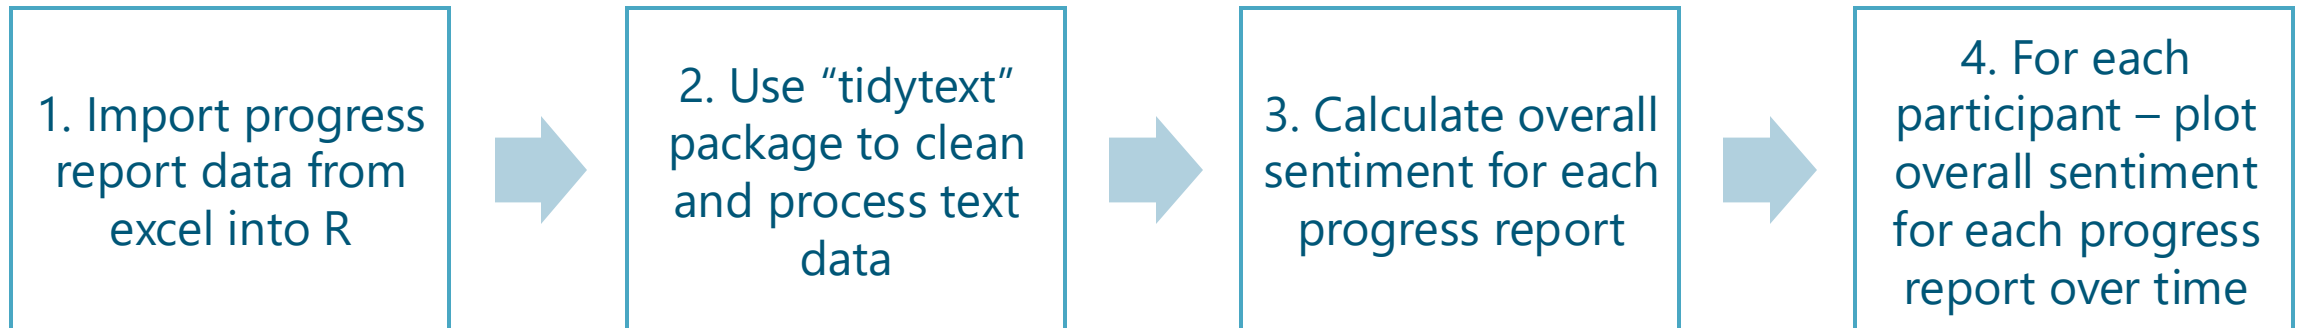 1. Import progress
report data from
excel into R
2. Use “tidytext”
package to clean
and process text
data
3. Calculate overall
sentiment for each
progress report
4. For each
participant – plot
overall sentiment
for each progress
report over time